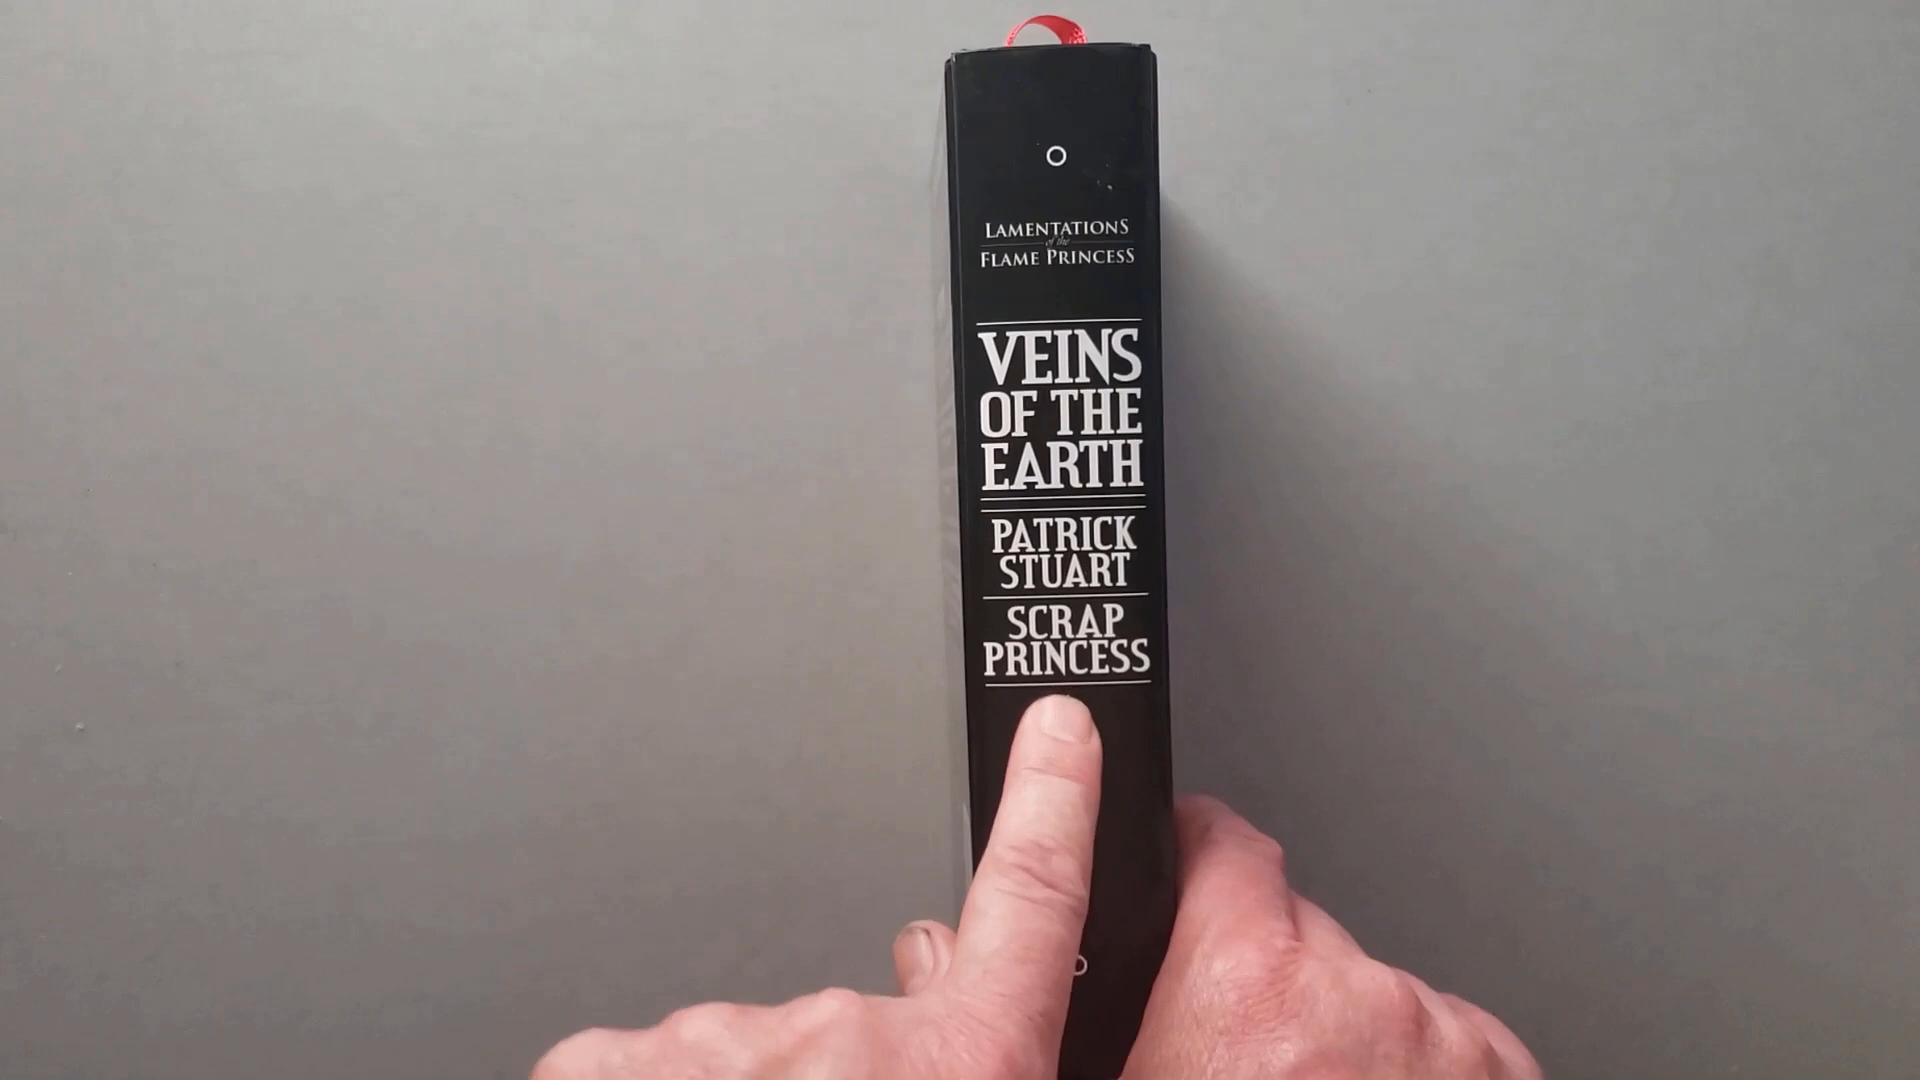 LAMENTATIONS
of the
FLAME PRINCESS
VEINS
OF THE
EARTH
PATRICK
STUART
SCRAP
PRINCESS